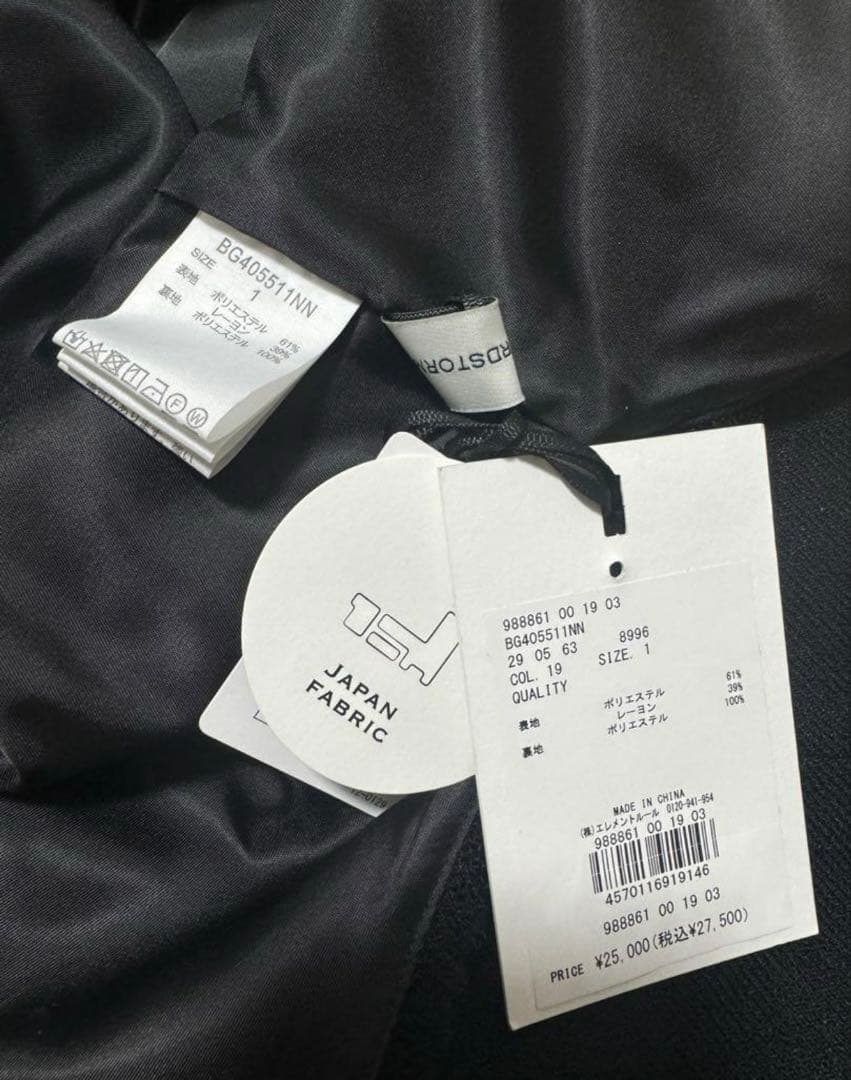 BG405511NN
SIZE 1
表地 ポリエステル 61%
レーヨン 39%
裏地 ポリエステル 100%
F W
RDSTOR
JAPAN
FABRIC
12-0129
988861 00 19 03
BG405511NN
29 05 63 8996
COL. 19 SIZE. 1
QUALITY
表地 ポリエステル 61%
レーヨン 39%
裏地 ポリエステル 100%
MADE IN CHINA
(株)エレメントルール 0120-941-954
988861 00 19 03
4570116919146
988861 00 19 03
PRICE ¥25,000(税込¥27,500)